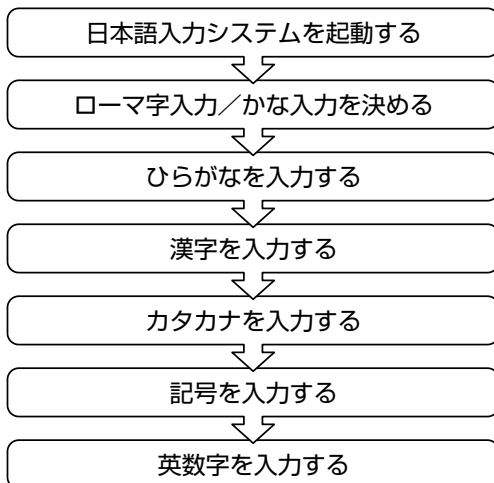 日本語入力システムを起動する
ローマ字入力／かな入力を決める
ひらがなを入力する
漢字を入力する
カタカナを入力する
記号を入力する
英数字を入力する